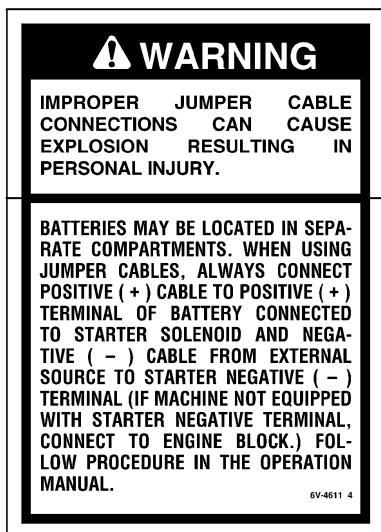 WARNING
IMPROPER JUMPER CABLE
CONNECTIONS CAN CAUSE
EXPLOSION RESULTING IN
PERSONAL INJURY.
BATTERIES MAY BE LOCATED IN SEPA-
RATE COMPARTMENTS. WHEN USING
JUMPER CABLES, ALWAYS CONNECT
POSITIVE ( + ) CABLE TO POSITIVE ( + )
TERMINAL OF BATTERY CONNECTED
TO STARTER SOLENOID AND NEGA-
TIVE ( – ) CABLE FROM EXTERNAL
SOURCE TO STARTER NEGATIVE ( – )
TERMINAL (IF MACHINE NOT EQUIPPED
WITH STARTER NEGATIVE TERMINAL,
CONNECT TO ENGINE BLOCK.) FOL-
LOW PROCEDURE IN THE OPERATION
MANUAL.
6V-4611 4